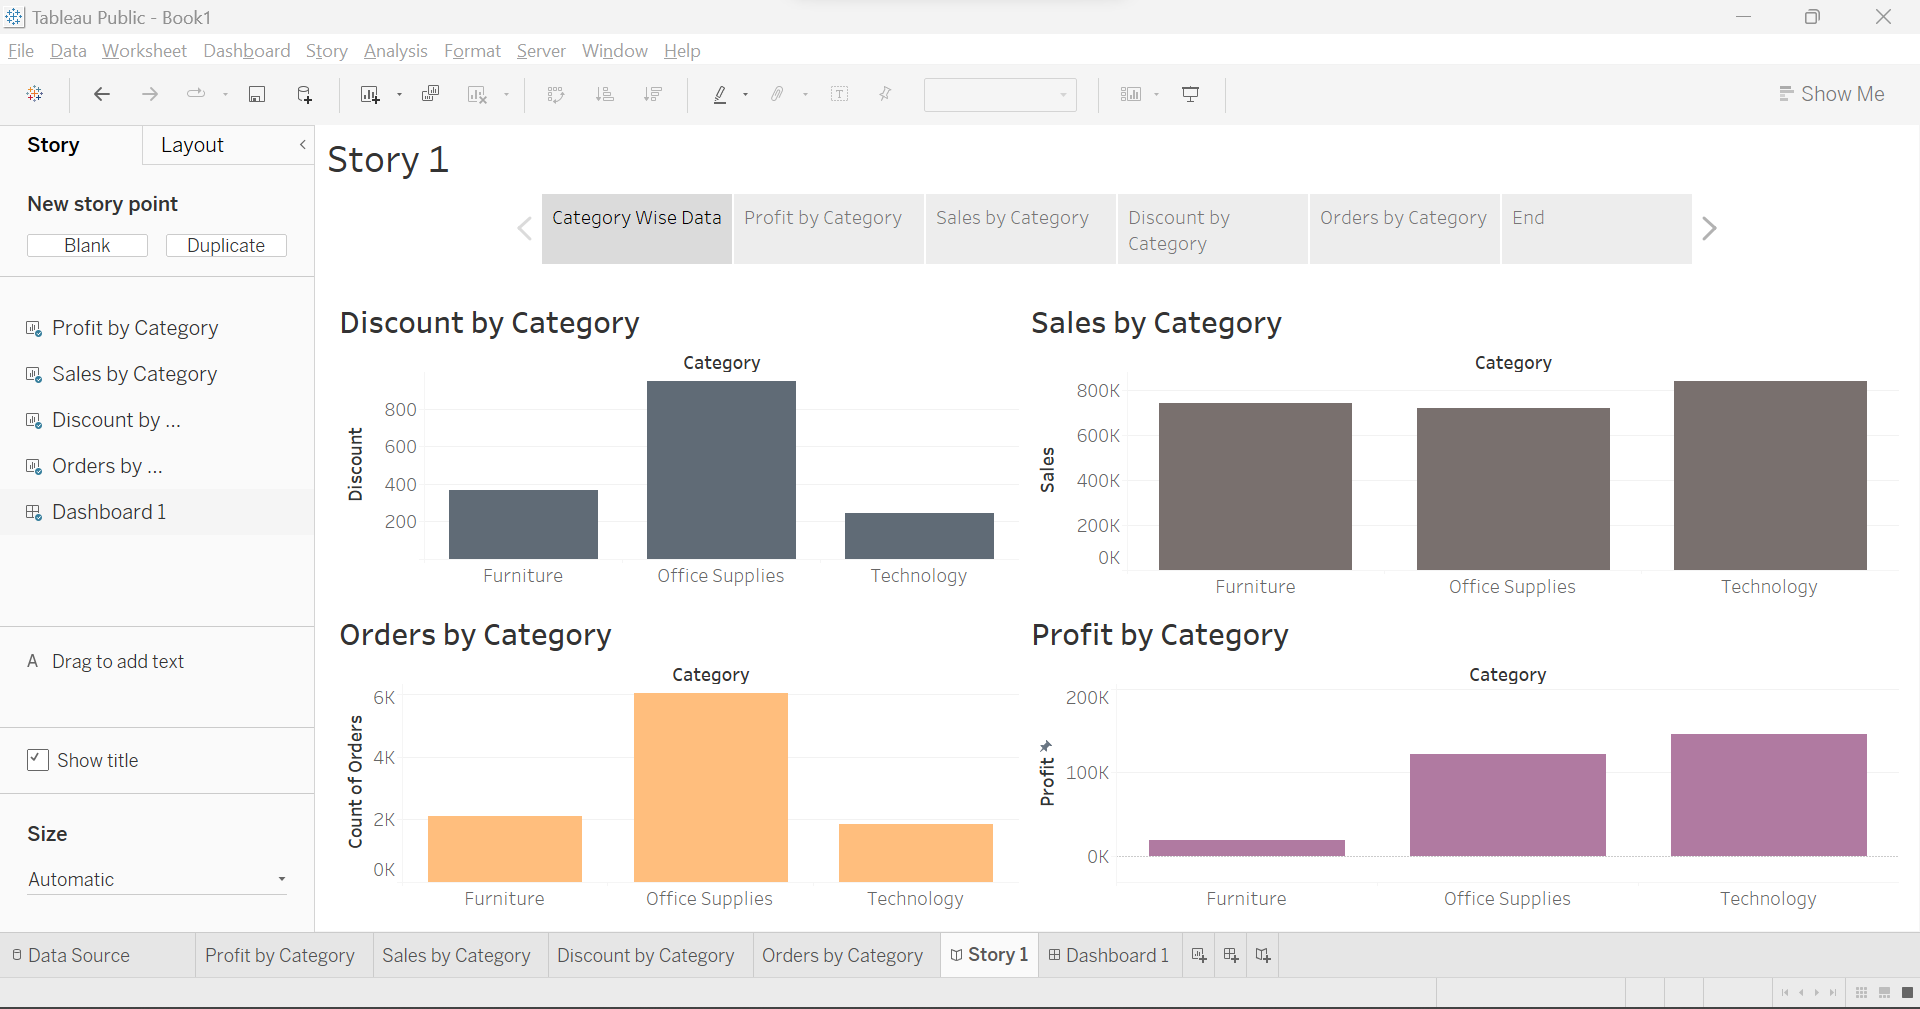 Tableau Public - Book1
File Data Worksheet Dashboard Story Analysis Format Server Window Help
Show Me
Story Layout
New story point
Blank Duplicate
Profit by Category
Sales by Category
Discount by ...
Orders by ...
Dashboard 1
A Drag to add text
Show title
Size
Automatic
Story 1
Category Wise Data
Profit by Category
Sales by Category
Discount by
Category
Orders by Category
End
Discount by Category
Category
Discount
800
600
400
200
Furniture Office Supplies Technology
Sales by Category
Category
Sales
800K
600K
400K
200K
0K
Furniture Office Supplies Technology
Orders by Category
Category
Count of Orders
6K
4K
2K
0K
Furniture Office Supplies Technology
Profit by Category
Category
Profit
200K
100K
0K
Furniture Office Supplies Technology
Data Source Profit by Category Sales by Category Discount by Category Orders by Category Story 1 Dashboard 1